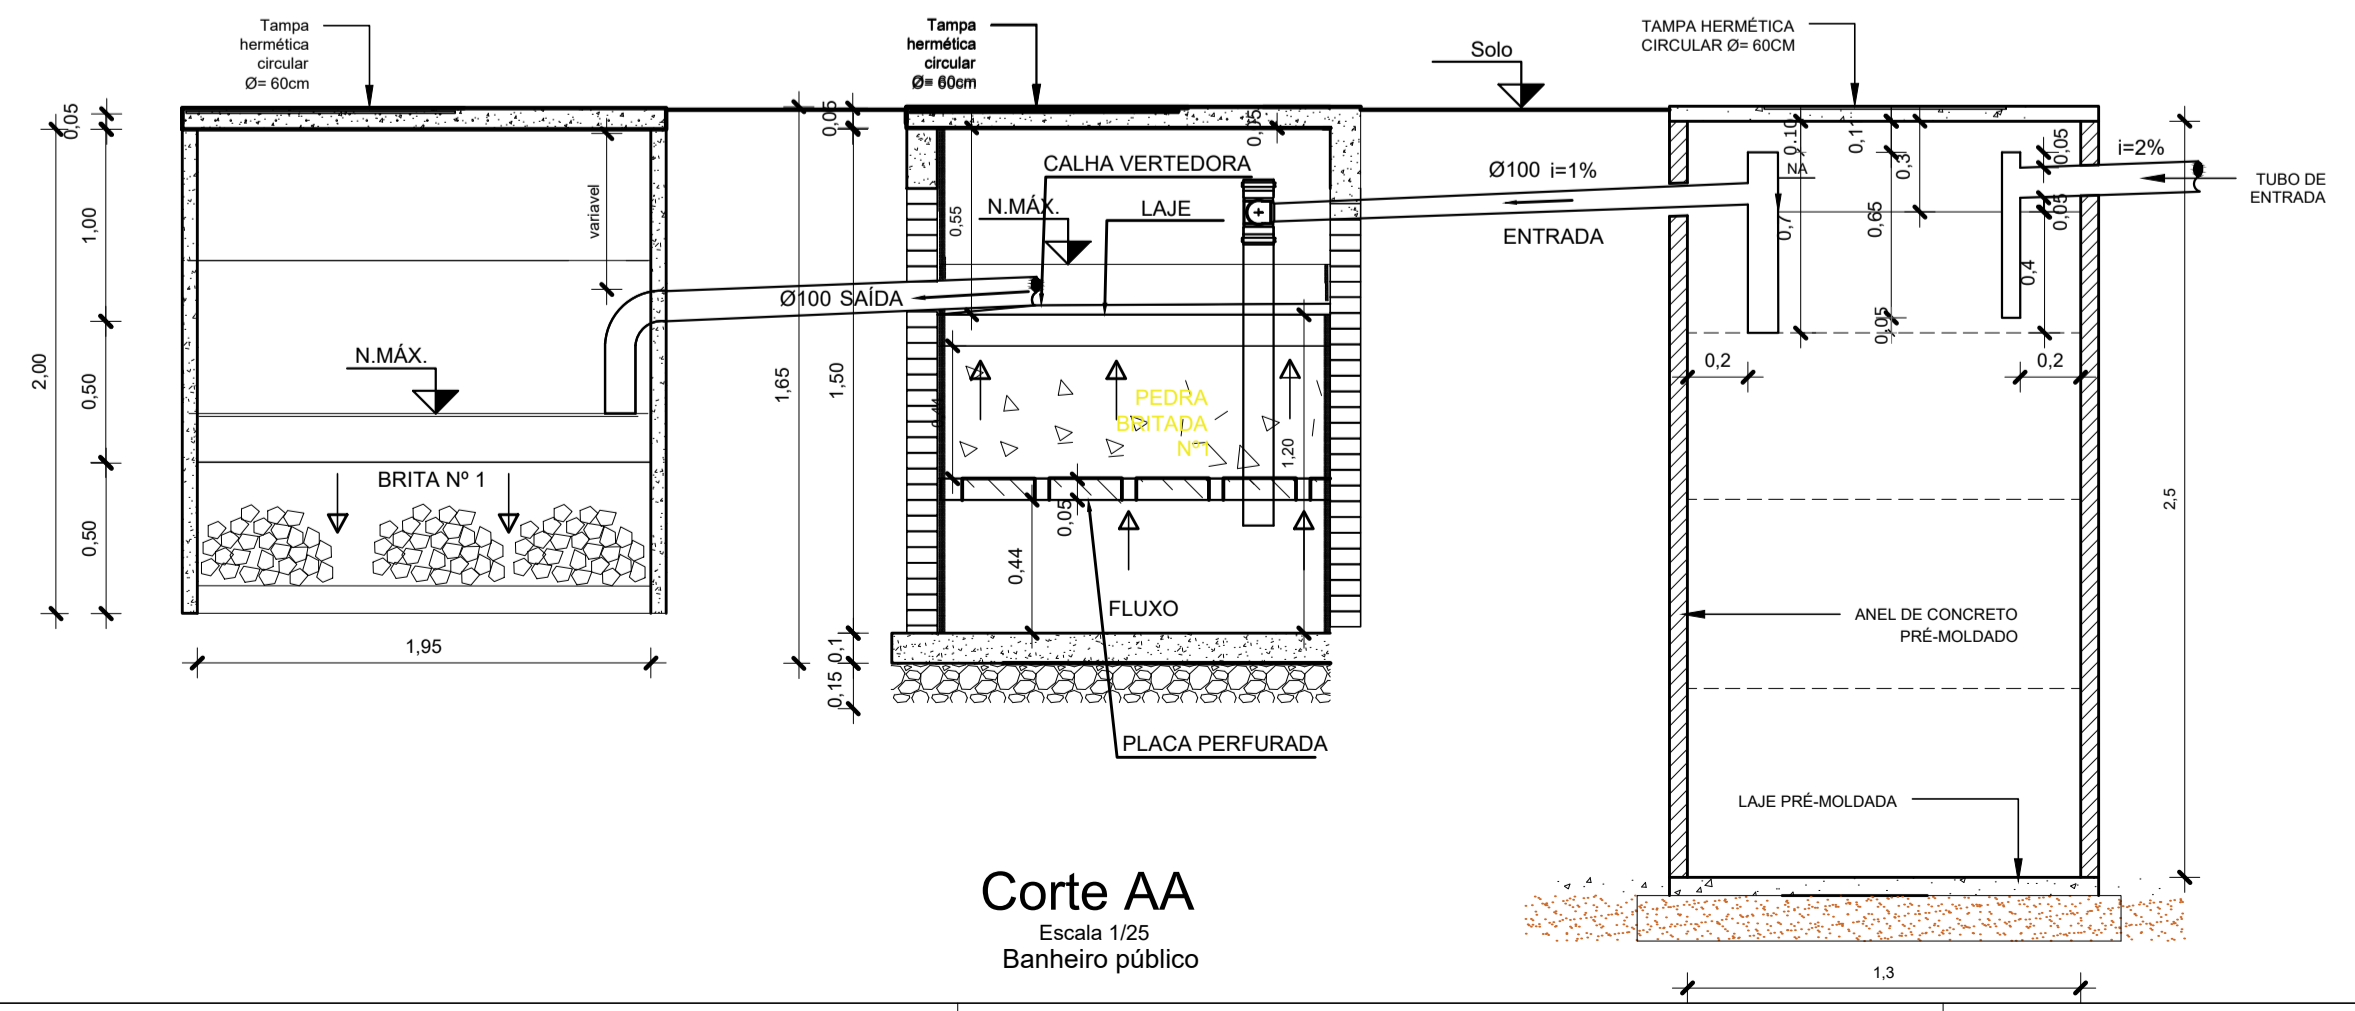 Tampa
hermética
circular
Ø= 60cm
0,05
2,00
1,00
0,50
0,50
variavel
N.MÁX.
BRITA Nº 1
1,95
Tampa
hermética
circular
Ø= 60cm
0,05
1,65
1,50
0,1
0,15
CALHA VERTEDORA
N.MÁX.
LAJE
0,55
Ø100 SAÍDA
PEDRA
BRITADA
Nº1
1,20
0,05
0,44
FLUXO
PLACA PERFURADA
Solo
Ø100 i=1%
ENTRADA
TAMPA HERMÉTICA
CIRCULAR Ø= 60CM
0.10
NA
0,7
0,11
0,65
0,05
0,3
0,05
0,05
0,4
i=2%
TUBO DE
ENTRADA
0,2
0,2
2,5
ANEL DE CONCRETO
PRÉ-MOLDADO
LAJE PRÉ-MOLDADA
1,3
Corte AA
Escala 1/25
Banheiro público